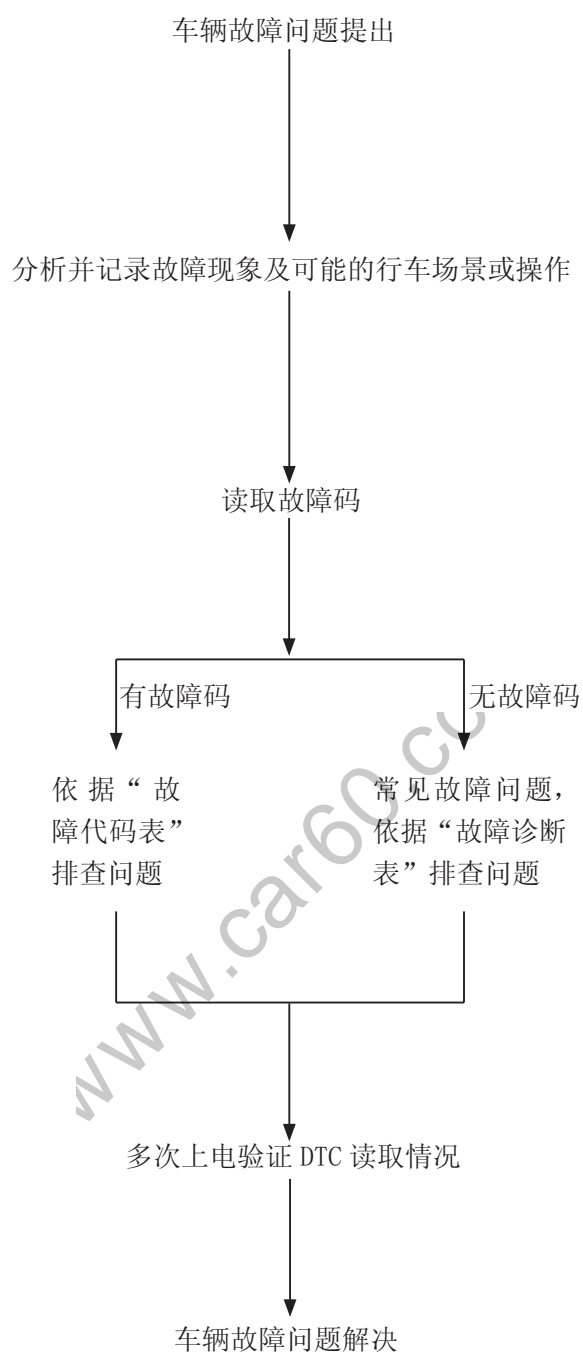 车辆故障问题提出
分析并记录故障现象及可能的行车场景或操作
读取故障码
有故障码
无故障码
依据“故
障代码表”
排查问题
常见故障问题，
依据“故障诊断
表”排查问题
www.car60.co
多次上电验证 DTC 读取情况
车辆故障问题解决